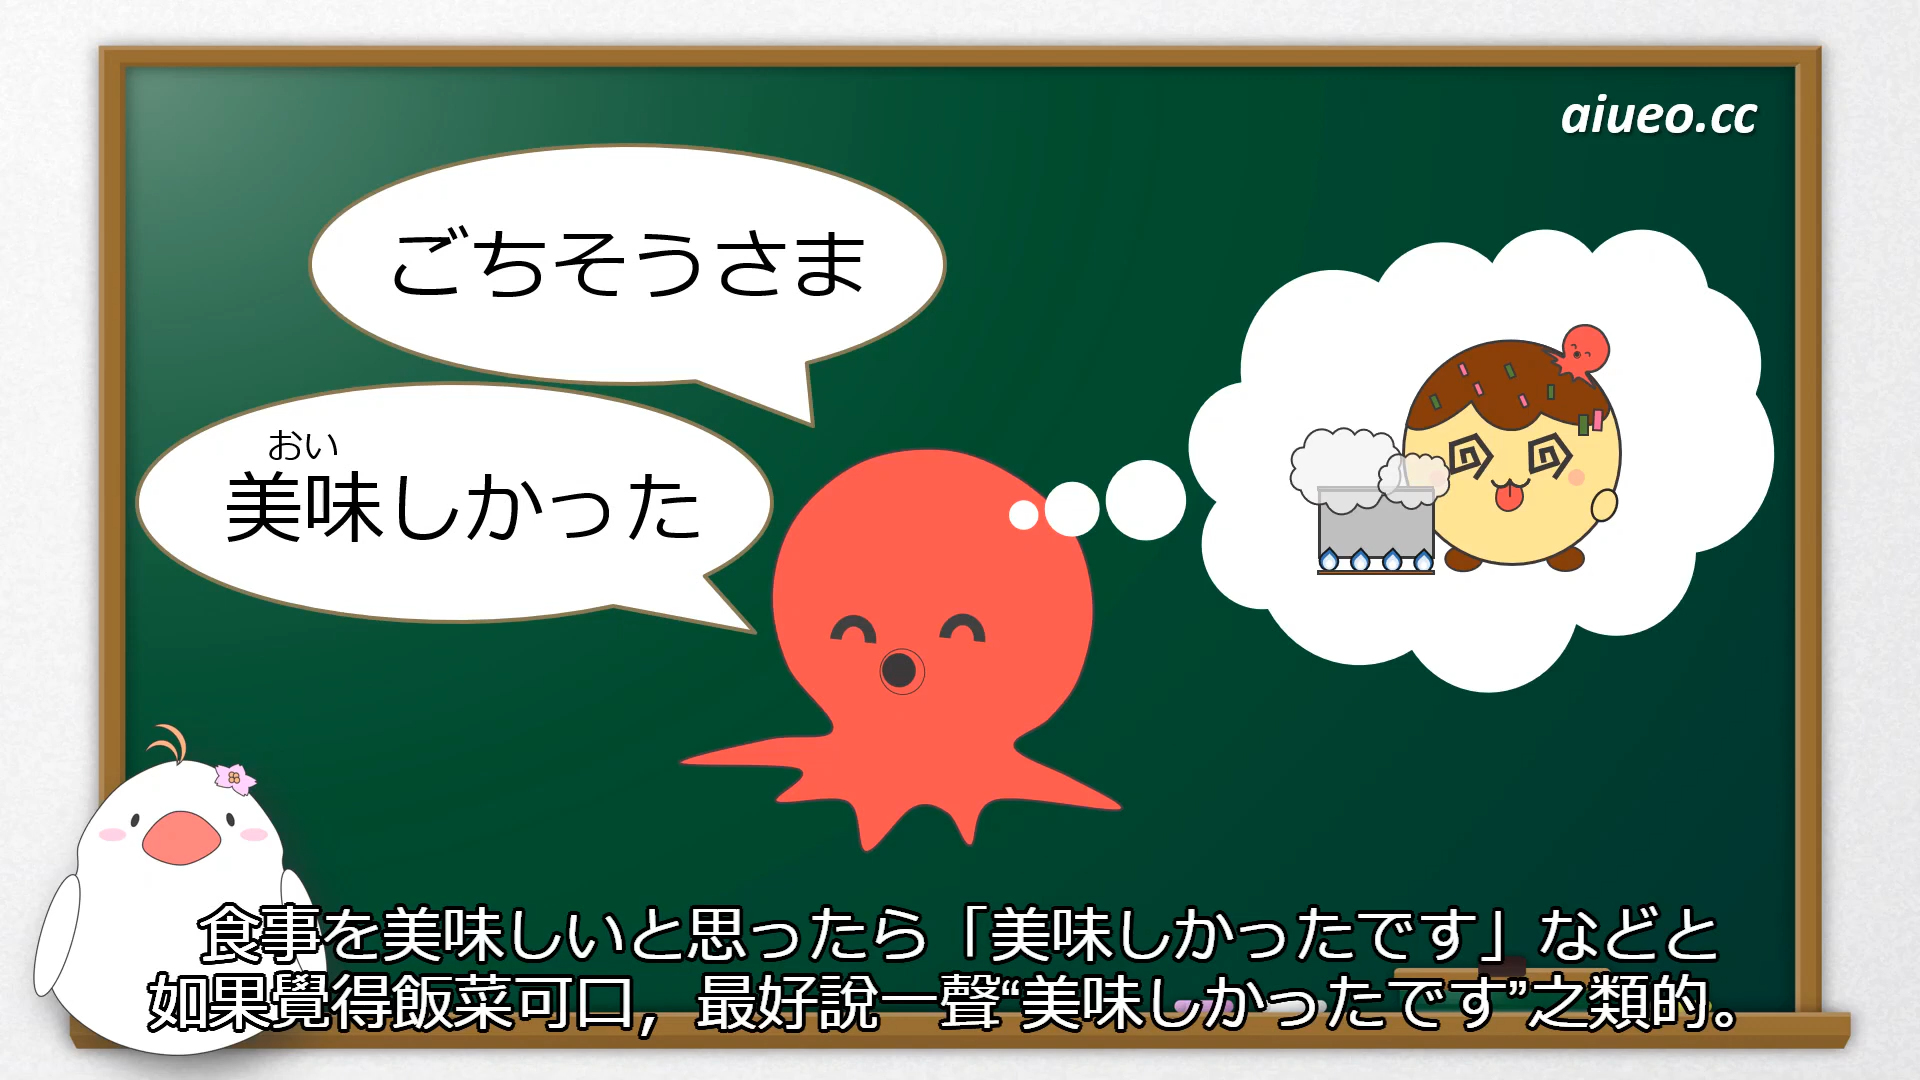 aiueo.cc
ごちそうさま
おい
美味しかった
食事を美味しいと思ったら「美味しかったです」などと
如果覺得飯菜可口，最好說一聲“美味しかったです”之類的。